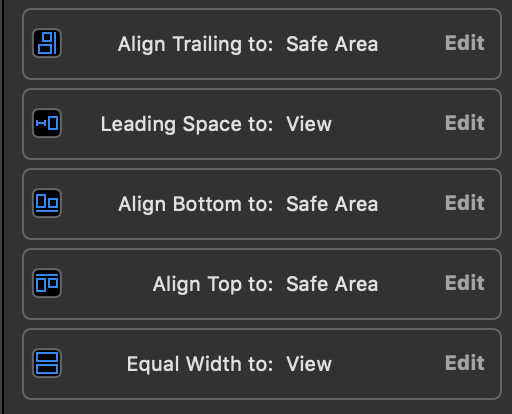 Align Trailing to: Safe Area Edit
Leading Space to: View Edit
Align Bottom to: Safe Area Edit
Align Top to: Safe Area Edit
Equal Width to: View Edit